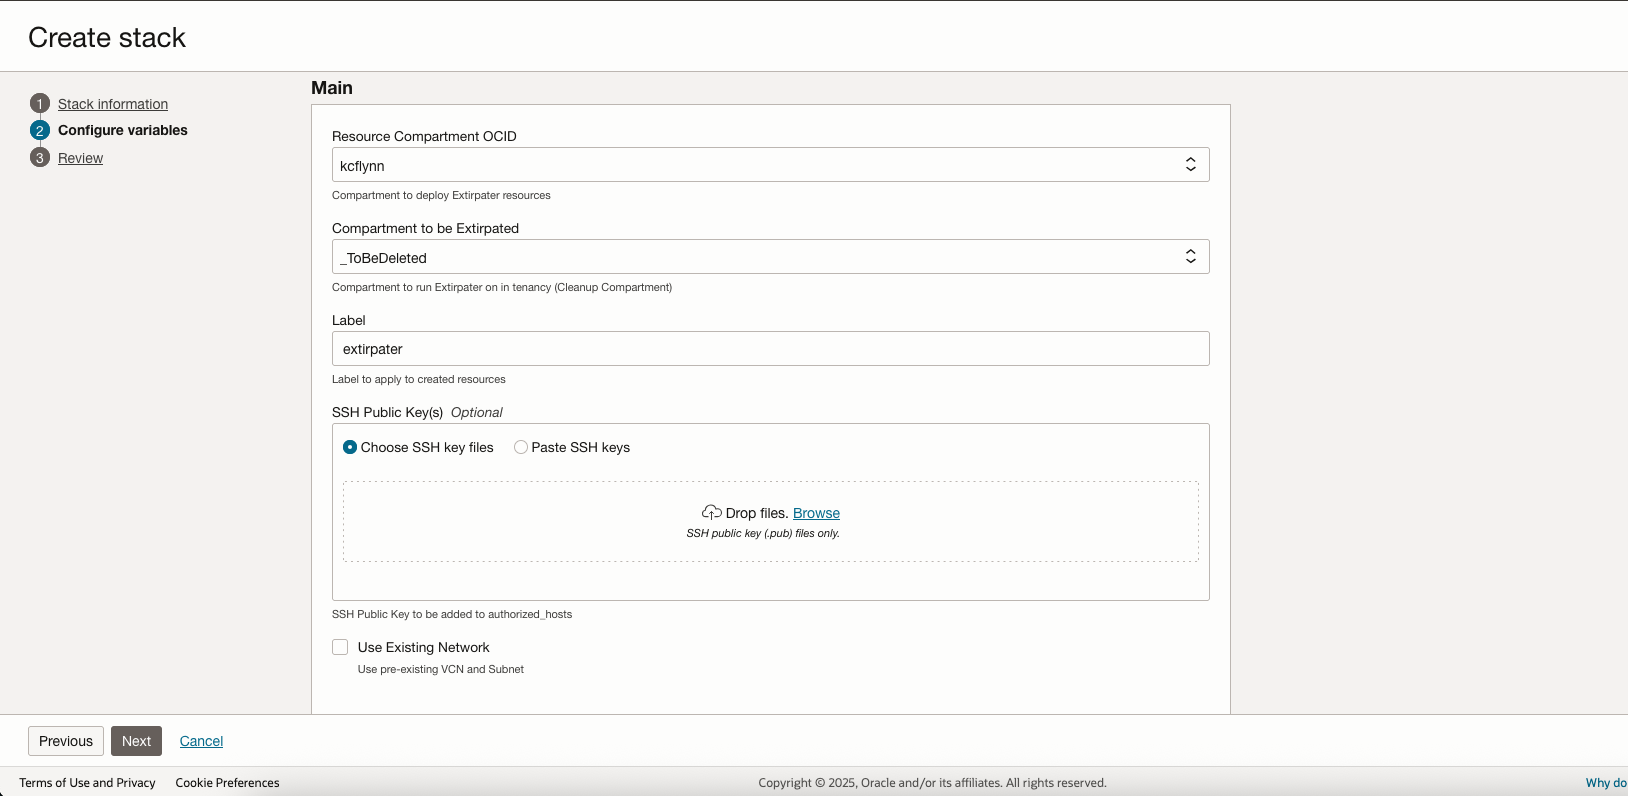 Create stack
1 Stack information
2 Configure variables
3 Review
Main
Resource Compartment OCID
kcflynn
Compartment to deploy Extirpater resources
Compartment to be Extirpated
_ToBeDeleted
Compartment to run Extirpater on in tenancy (Cleanup Compartment)
Label
extirpater
Label to apply to created resources
SSH Public Key(s) Optional
Choose SSH key files Paste SSH keys
Drop files. Browse
SSH public key (.pub) files only.
SSH Public Key to be added to authorized_hosts
Use Existing Network
Use pre-existing VCN and Subnet
Previous Next Cancel
Terms of Use and Privacy Cookie Preferences Copyright © 2025, Oracle and/or its affiliates. All rights reserved. Why do